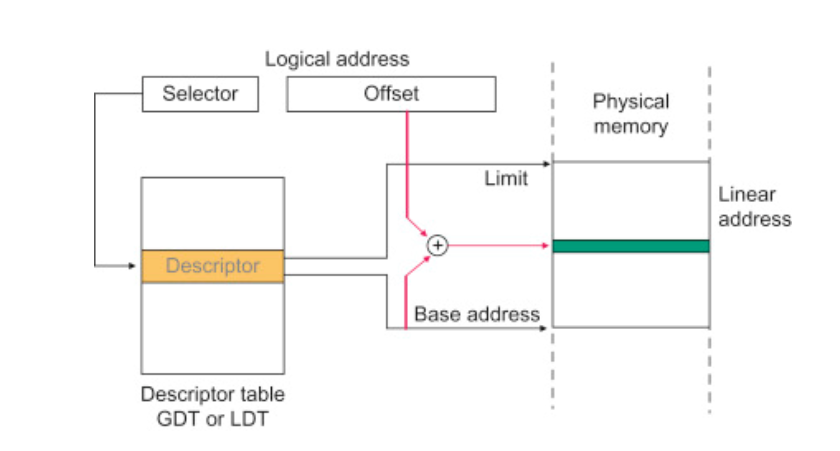 Logical address
Selector
Offset
Physical
memory
Limit
Linear
address
Descriptor
Base address
Descriptor table
GDT or LDT